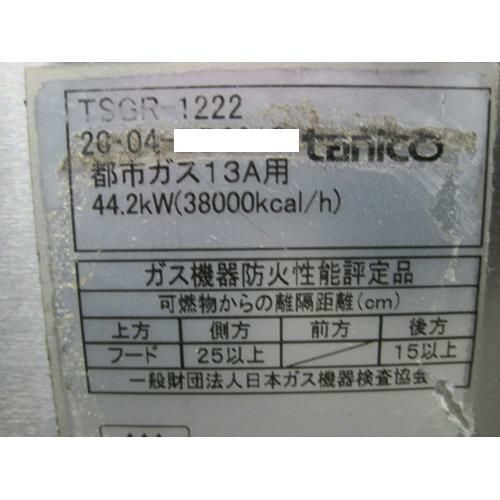 TSGR-1222
20-04- tanico
都市ガス13A用
44.2kW(38000kcal/h)
ガス機器防火性能評定品
可燃物からの離隔距離(cm)
上方 側方 前方 後方
フード 25以上 15以上
一般財団法人日本ガス機器検査協会